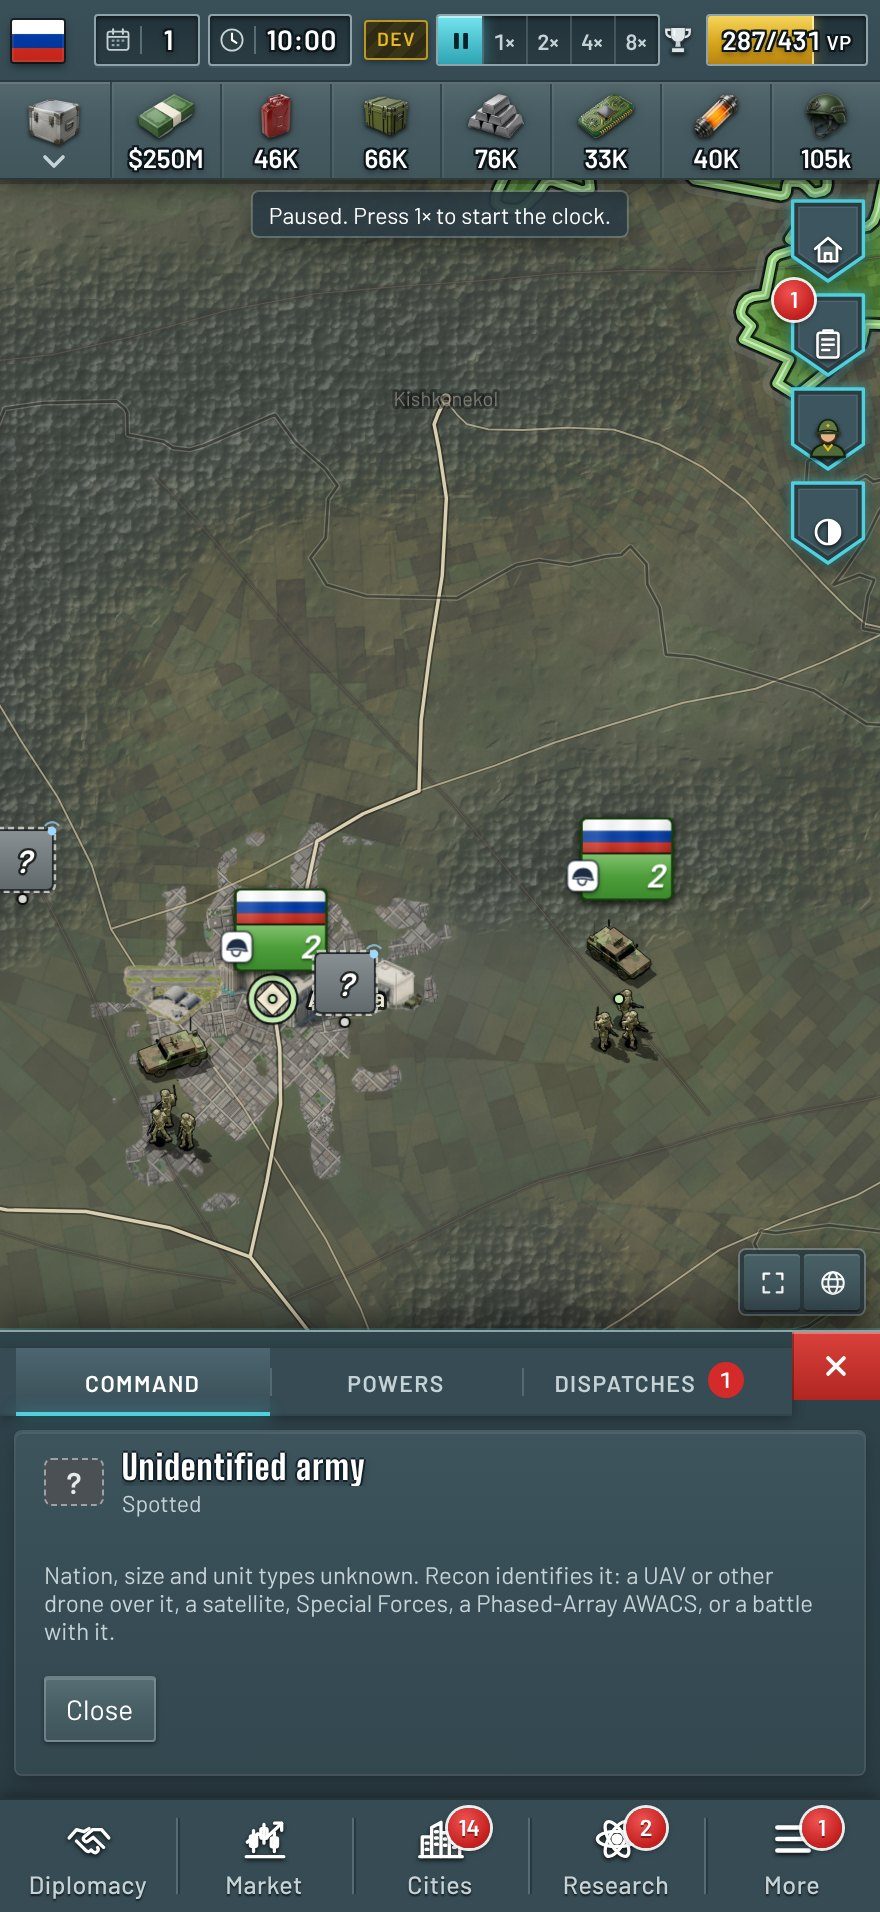 1
10:00
DEV
1×
2×
4×
8×
287/431 VP
$250M
46K
66K
76K
33K
40K
105k
Paused. Press 1× to start the clock.
1
Kishkenekol
?
2
2
?
COMMAND
POWERS
DISPATCHES
1
?
Unidentified army
Spotted
Nation, size and unit types unknown. Recon identifies it: a UAV or other
drone over it, a satellite, Special Forces, a Phased-Array AWACS, or a battle
with it.
Close
14
2
1
Diplomacy
Market
Cities
Research
More